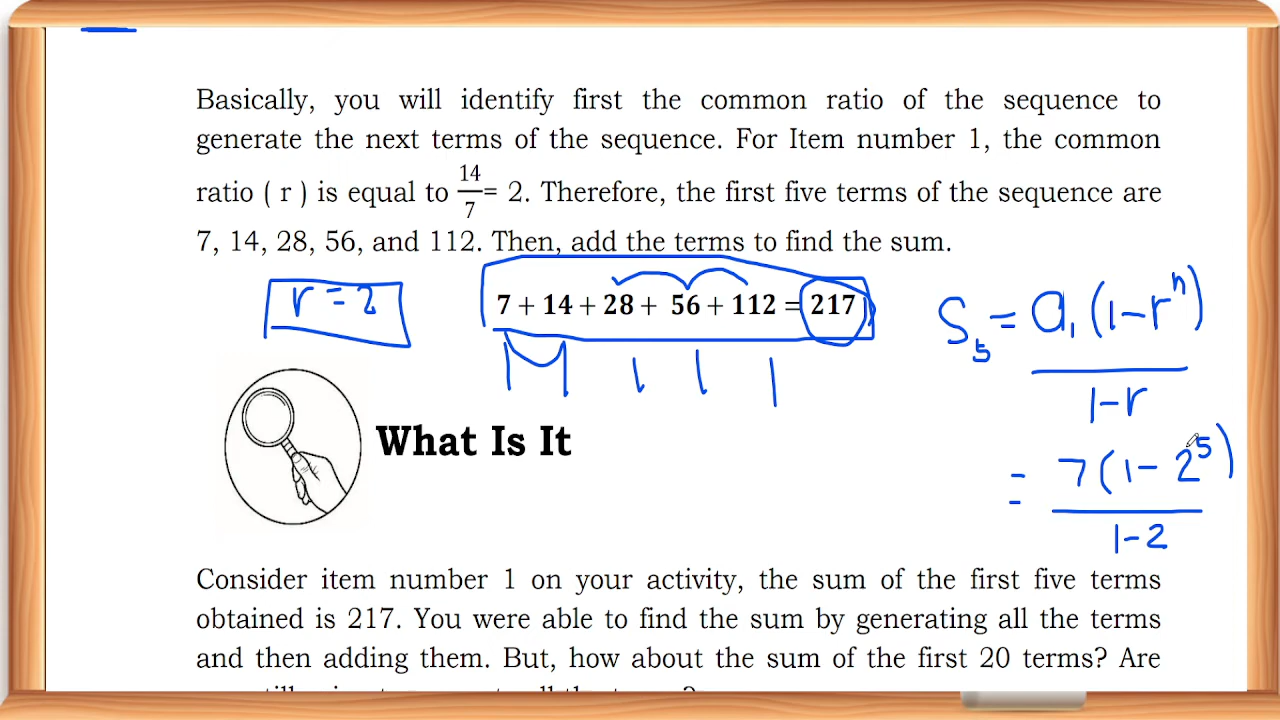 Basically, you will identify first the common ratio of the sequence to
generate the next terms of the sequence. For Item number 1, the common
ratio ( r ) is equal to 14/7 = 2. Therefore, the first five terms of the sequence are
7, 14, 28, 56, and 112. Then, add the terms to find the sum.
r = 2
7 + 14 + 28 + 56 + 112 = 217
S₅ = a₁(1-rⁿ)
1-r
= 7(1-2⁵)
1-2
What Is It
Consider item number 1 on your activity, the sum of the first five terms
obtained is 217. You were able to find the sum by generating all the terms
and then adding them. But, how about the sum of the first 20 terms? Are